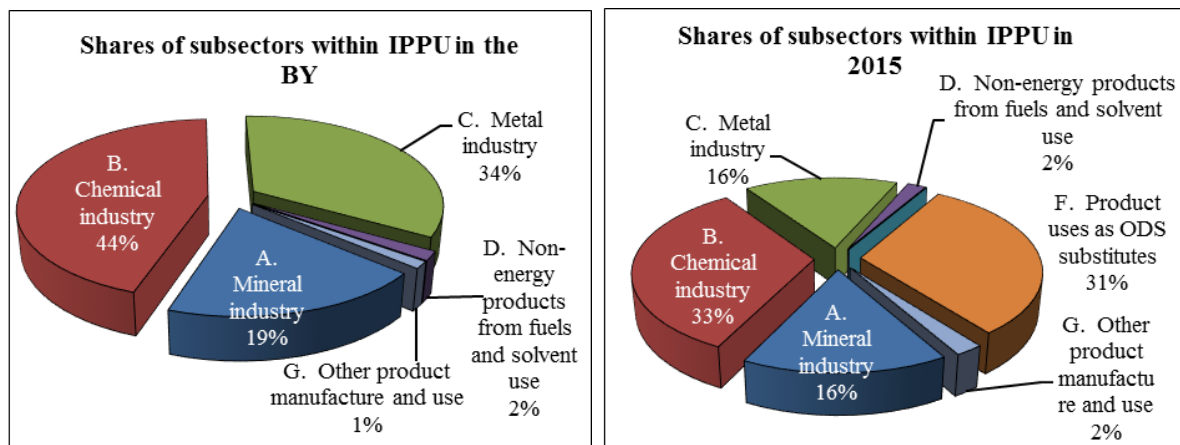 Shares of subsectors within IPPU in the
BY
C. Metal
industry
34%
B.
Chemical
industry
44%
A.
Mineral
industry
19%
D. Non-
energy
products
from fuels
and solvent
use
2%
G. Other product
manufacture and use
1%
Shares of subsectors within IPPU in
2015
D. Non-energy products
from fuels and solvent
use
2%
C. Metal
industry
16%
F. Product
uses as ODS
substitutes
31%
B.
Chemical
industry
33%
A.
Mineral
industry
16%
G. Other
product
manufactu
re and use
2%